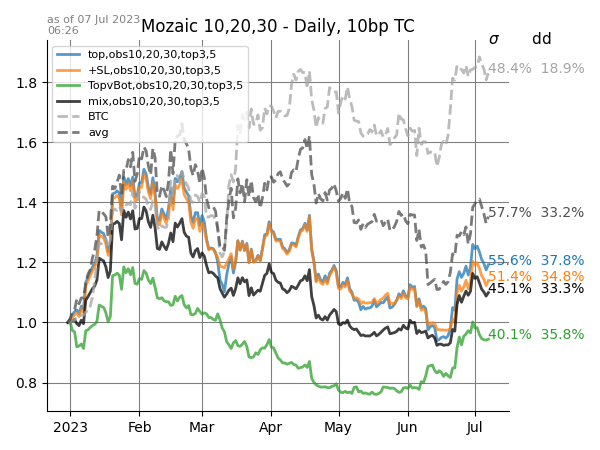 as of 07 Jul 2023
06:26
Mozaic 10,20,30 - Daily, 10bp TC
σ dd
top,obs10,20,30,top3,5
+SL,obs10,20,30,top3,5
TopvBot,obs10,20,30,top3,5
mix,obs10,20,30,top3,5
BTC
avg
48.4% 18.9%
57.7% 33.2%
55.6% 37.8%
51.4% 34.8%
45.1% 33.3%
40.1% 35.8%
1.8
1.6
1.4
1.2
1.0
0.8
2023 Feb Mar Apr May Jun Jul